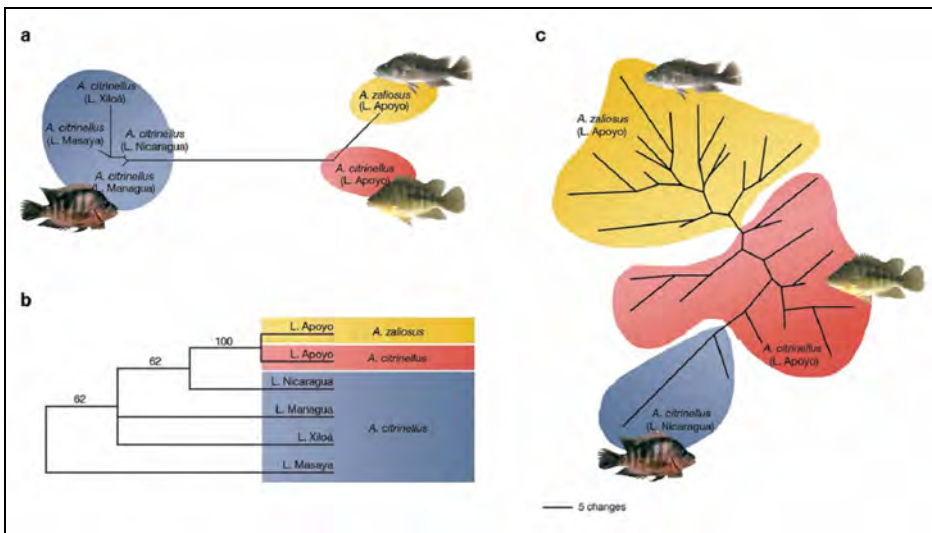 a
A. citrinellus
(L. Xiloá)
A. citrinellus
(L. Masaya)
A. citrinellus
(L. Nicaragua)
A. citrinellus
(L. Managua)
A. zaliosus
(L. Apoyo)
A. citrinellus
(L. Apoyo)
b
62
62
100
L. Apoyo
A. zaliosus
L. Apoyo
A. citrinellus
L. Nicaragua
L. Managua
A. citrinellus
L. Xiloá
L. Masaya
c
A. zaliosus
(L. Apoyo)
A. citrinellus
(L. Apoyo)
A. citrinellus
(L. Nicaragua)
5 changes